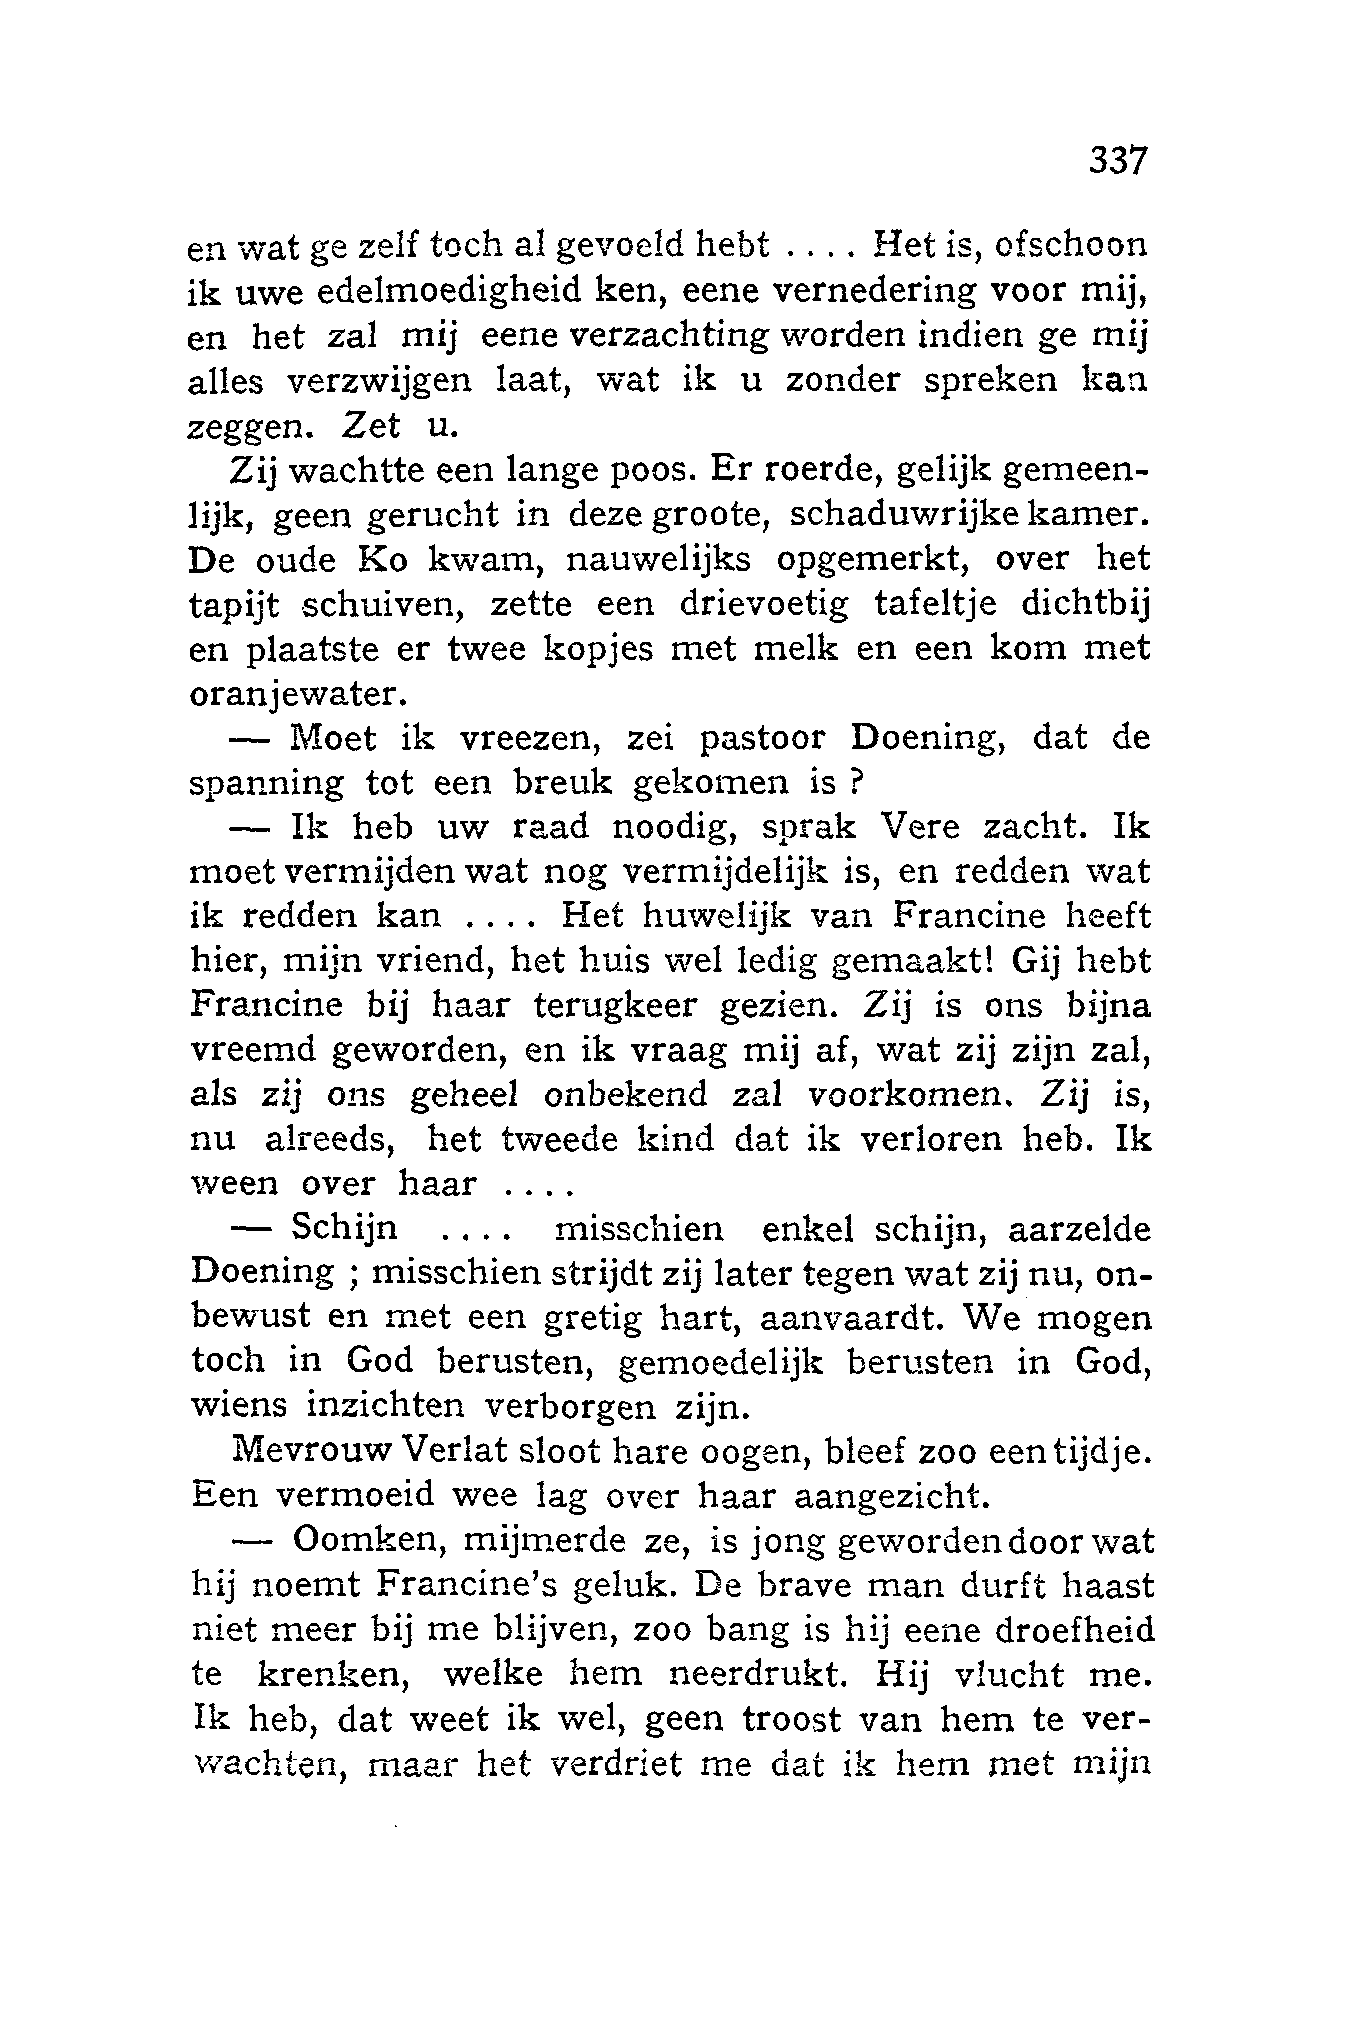 337
en wat ge zelf toch al gevoeld hebt .... Het is, ofschoon
ik uwe edelmoedigheid ken, eene vernedering voor mij,
en het zal mij eene verzachting worden indien ge mij
alles verzwijgen laat, wat ik u zonder spreken kan
zeggen. Zet u.
Zij wachtte een lange poos. Er roerde, gelijk gemeen-
lijk, geen gerucht in deze groote, schaduwrijke kamer.
De oude Ko kwam, nauwelijks opgemerkt, over het
tapijt schuiven, zette een drievoetig tafeltje dichtbij
en plaatste er twee kopjes met melk en een kom met
oranjewater.
— Moet ik vreezen, zei pastoor Doening, dat de
spanning tot een breuk gekomen is ?
— Ik heb uw raad noodig, sprak Vere zacht. Ik
moet vermijden wat nog vermijdelijk is, en redden wat
ik redden kan .... Het huwelijk van Francine heeft
hier, mijn vriend, het huis wel ledig gemaakt! Gij hebt
Francine bij haar terugkeer gezien. Zij is ons bijna
vreemd geworden, en ik vraag mij af, wat zij zijn zal,
als zij ons geheel onbekend zal voorkomen. Zij is,
nu alreeds, het tweede kind dat ik verloren heb. Ik
ween over haar ....
— Schijn .... misschien enkel schijn, aarzelde
Doening ; misschien strijdt zij later tegen wat zij nu, on-
bewust en met een gretig hart, aanvaardt. We mogen
toch in God berusten, gemoedelijk berusten in God,
wiens inzichten verborgen zijn.
Mevrouw Verlat sloot hare oogen, bleef zoo een tijdje.
Een vermoeid wee lag over haar aangezicht.
— Oomken, mijmerde ze, is jong geworden door wat
hij noemt Francine's geluk. De brave man durft haast
niet meer bij me blijven, zoo bang is hij eene droefheid
te krenken, welke hem neerdrukt. Hij vlucht me.
Ik heb, dat weet ik wel, geen troost van hem te ver-
wachten, maar het verdriet me dat ik hem met mijn